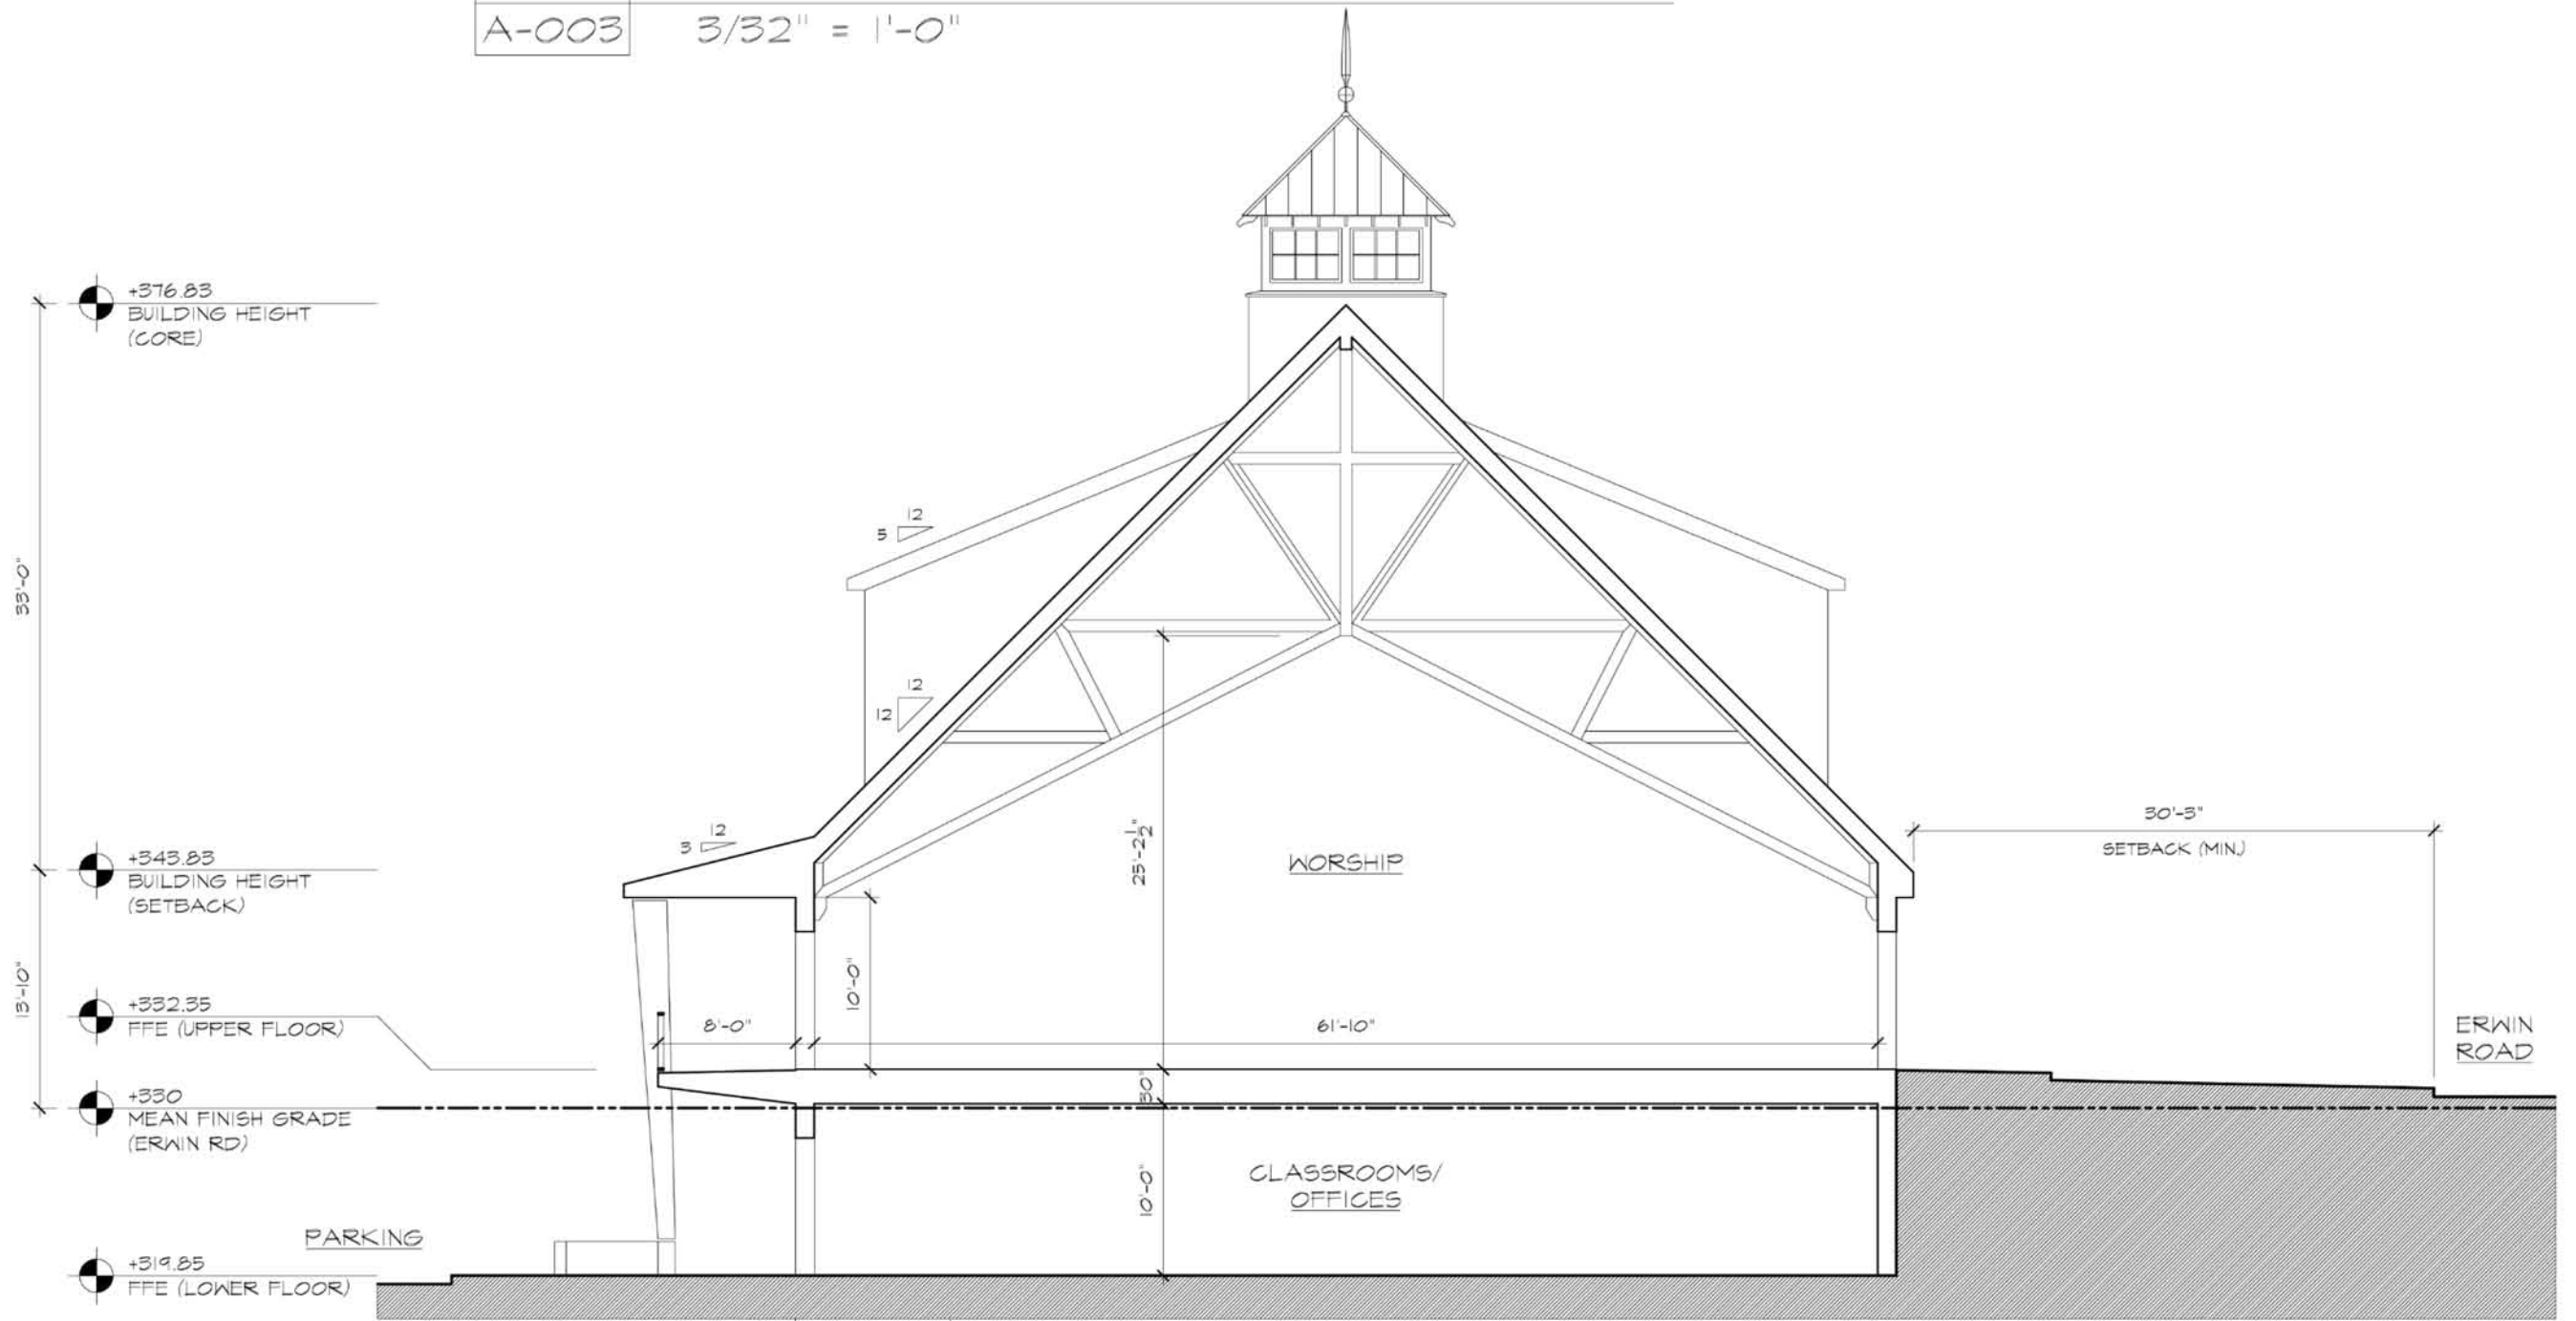 A-003 3/32" = 1'-0"
+376.83
BUILDING HEIGHT
(CORE)
12
5
33'-0"
12
12
30'-3"
SETBACK (MIN.)
12
3
25'-2 1/2"
WORSHIP
+343.83
BUILDING HEIGHT
(SETBACK)
10'-0"
13'-10"
+332.35
FFE (UPPER FLOOR)
8'-0"
61'-10"
ERWIN
ROAD
30"
+330
MEAN FINISH GRADE
(ERWIN RD)
10'-0"
CLASSROOMS/
OFFICES
PARKING
+319.85
FFE (LOWER FLOOR)